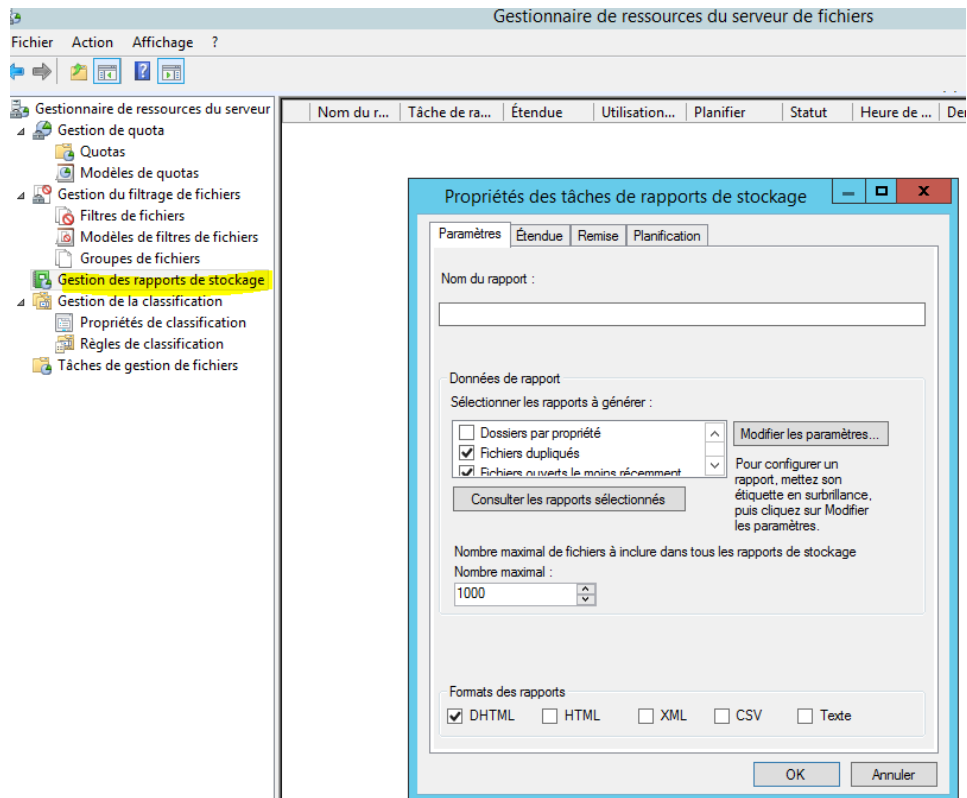 Gestionnaire de ressources du serveur de fichiers
Fichier Action Affichage ?
Gestionnaire de ressources du serveur
Gestion de quota
Quotas
Modèles de quotas
Gestion du filtrage de fichiers
Filtres de fichiers
Modèles de filtres de fichiers
Groupes de fichiers
Gestion des rapports de stockage
Gestion de la classification
Propriétés de classification
Règles de classification
Tâches de gestion de fichiers
Nom du r... Tâche de ra... Étendue Utilisation... Planifier Statut Heure de ... Der
Propriétés des tâches de rapports de stockage
Paramètres Étendue Remise Planification
Nom du rapport :
Données de rapport
Sélectionner les rapports à générer :
Dossiers par propriété
Fichiers dupliqués
Fichiers ouverts le moins récemment
Modifier les paramètres...
Consulter les rapports sélectionnés
Pour configurer un
rapport, mettez son
étiquette en surbrillance,
puis cliquez sur Modifier
les paramètres.
Nombre maximal de fichiers à inclure dans tous les rapports de stockage
Nombre maximal :
1000
Formats des rapports
DHTML HTML XML CSV Texte
OK Annuler